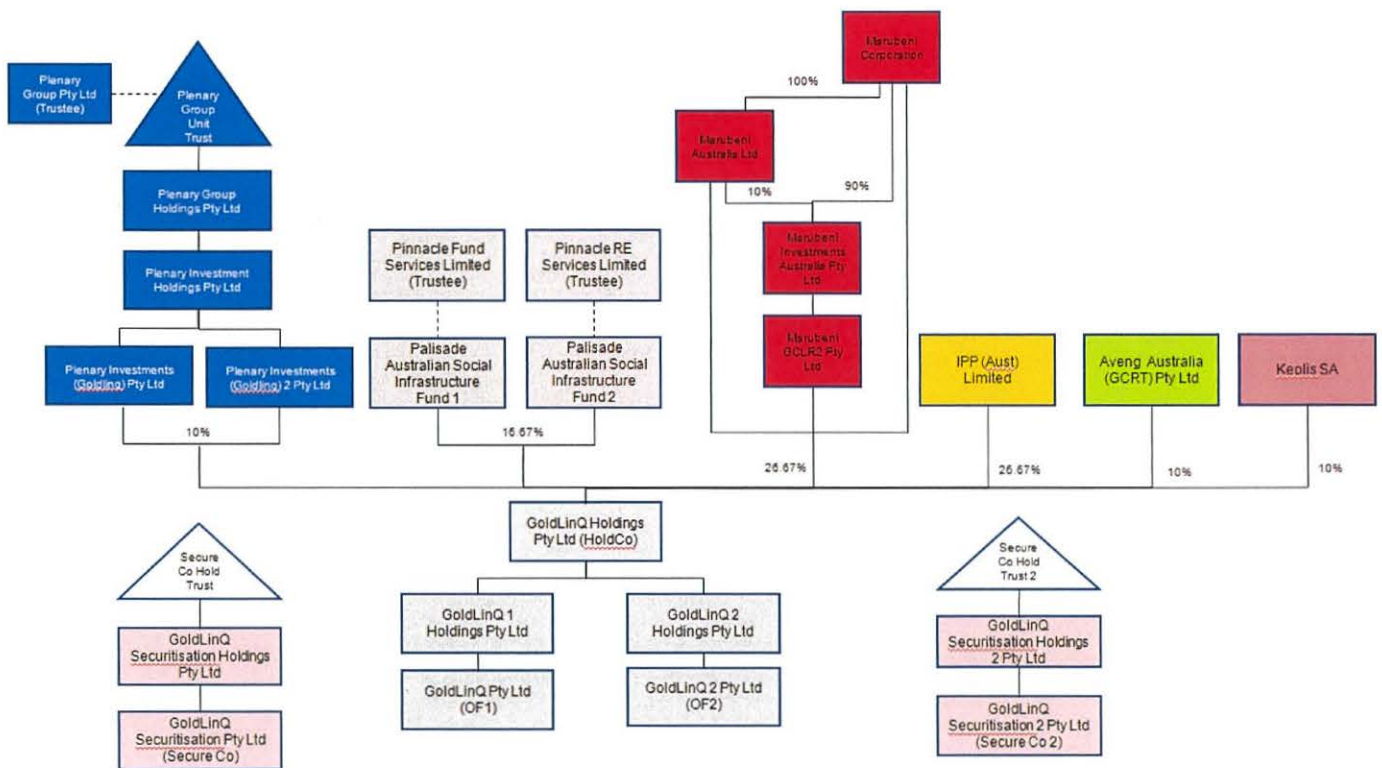 Marubeni
Corporation
100%
Plenary
Group Pty Ltd
(Trustee)
Plenary
Group
Unit
Trust
Marubeni
Australia Ltd
10%
90%
Plenary Group
Holdings Pty Ltd
Plenary Investment
Holdings Pty Ltd
Pinnacle Fund
Services Limited
(Trustee)
Pinnacle RE
Services Limited
(Trustee)
Marubeni
Investments
Australia Pty
Ltd
Plenary Investments
(Goldlinq) Pty Ltd
Plenary Investments
(Goldlinq) 2 Pty Ltd
Palisade
Australian Social
Infrastructure
Fund 1
Palisade
Australian Social
Infrastructure
Fund 2
Marubeni
GCLR2 Pty
Ltd
IPP (Aust)
Limited
Aveng Australia
(GCRT) Pty Ltd
Keolis SA
10%
16.67%
26.67%
26.67%
10%
10%
GoldLinQ Holdings
Pty Ltd (HoldCo)
Secure
Co Hold
Trust
Secure
Co Hold
Trust 2
GoldLinQ 1
Holdings Pty Ltd
GoldLinQ 2
Holdings Pty Ltd
GoldLinQ
Securitisation Holdings
Pty Ltd
GoldLinQ
Securitisation Holdings
2 Pty Ltd
GoldLinQ Pty Ltd
(OF1)
GoldLinQ 2 Pty Ltd
(OF2)
GoldLinQ
Securitisation Pty Ltd
(Secure Co)
GoldLinQ
Securitisation 2 Pty Ltd
(Secure Co 2)